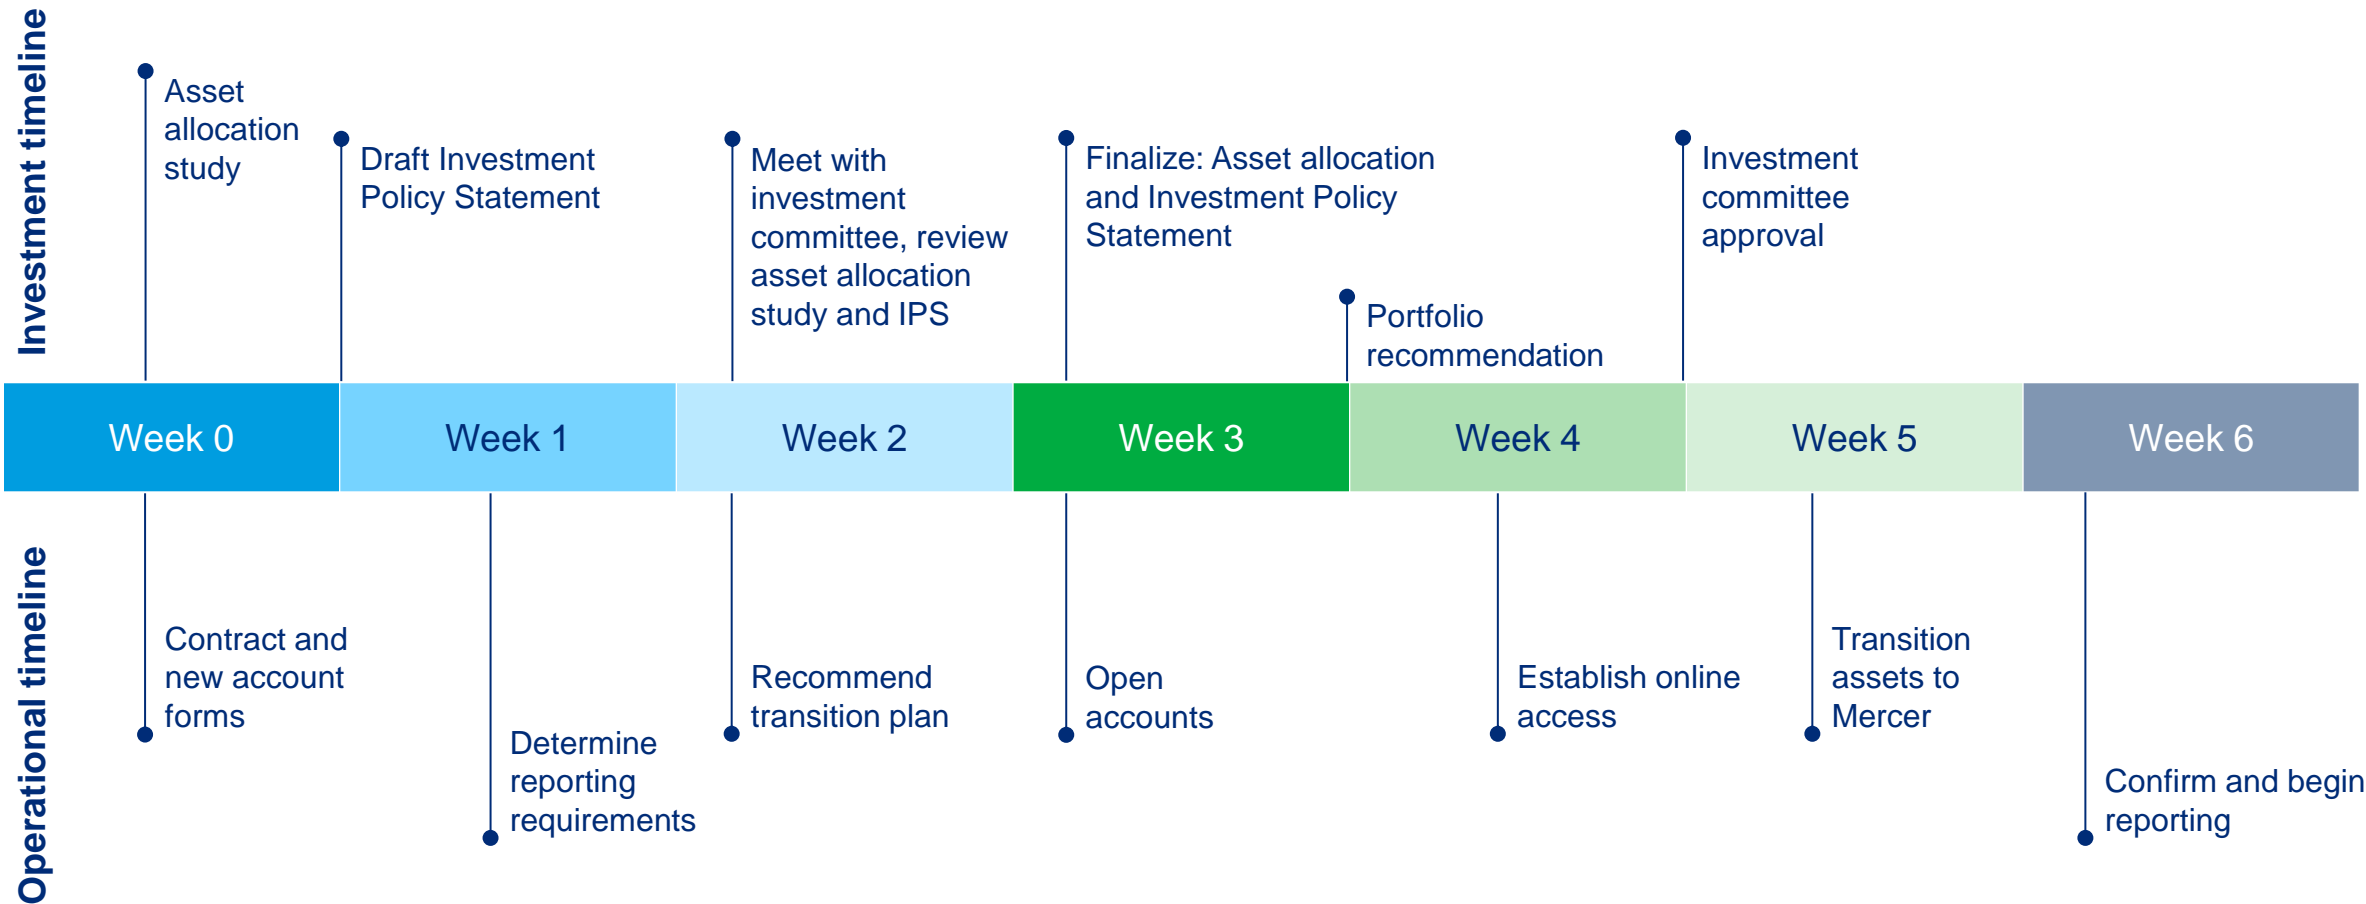 Investment timeline
Asset
allocation
study
Draft Investment
Policy Statement
Meet with
investment
committee, review
asset allocation
study and IPS
Finalize: Asset allocation
and Investment Policy
Statement
Portfolio
recommendation
Investment
committee
approval
Week 0
Week 1
Week 2
Week 3
Week 4
Week 5
Week 6
Operational timeline
Contract and
new account
forms
Determine
reporting
requirements
Recommend
transition plan
Open
accounts
Establish online
access
Transition
assets to
Mercer
Confirm and begin
reporting